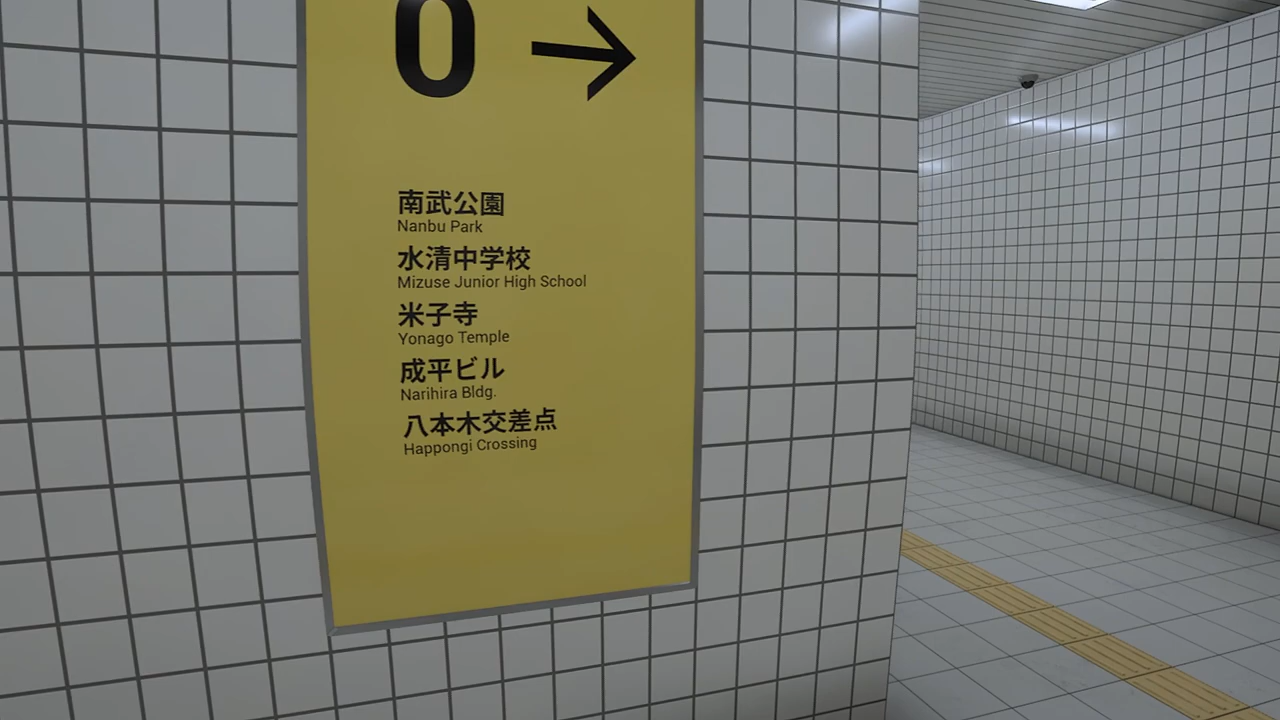 0 →
南武公園
Nanbu Park
水清中学校
Mizuse Junior High School
米子寺
Yonago Temple
成平ビル
Narihira Bldg.
八本木交差点
Happongi Crossing